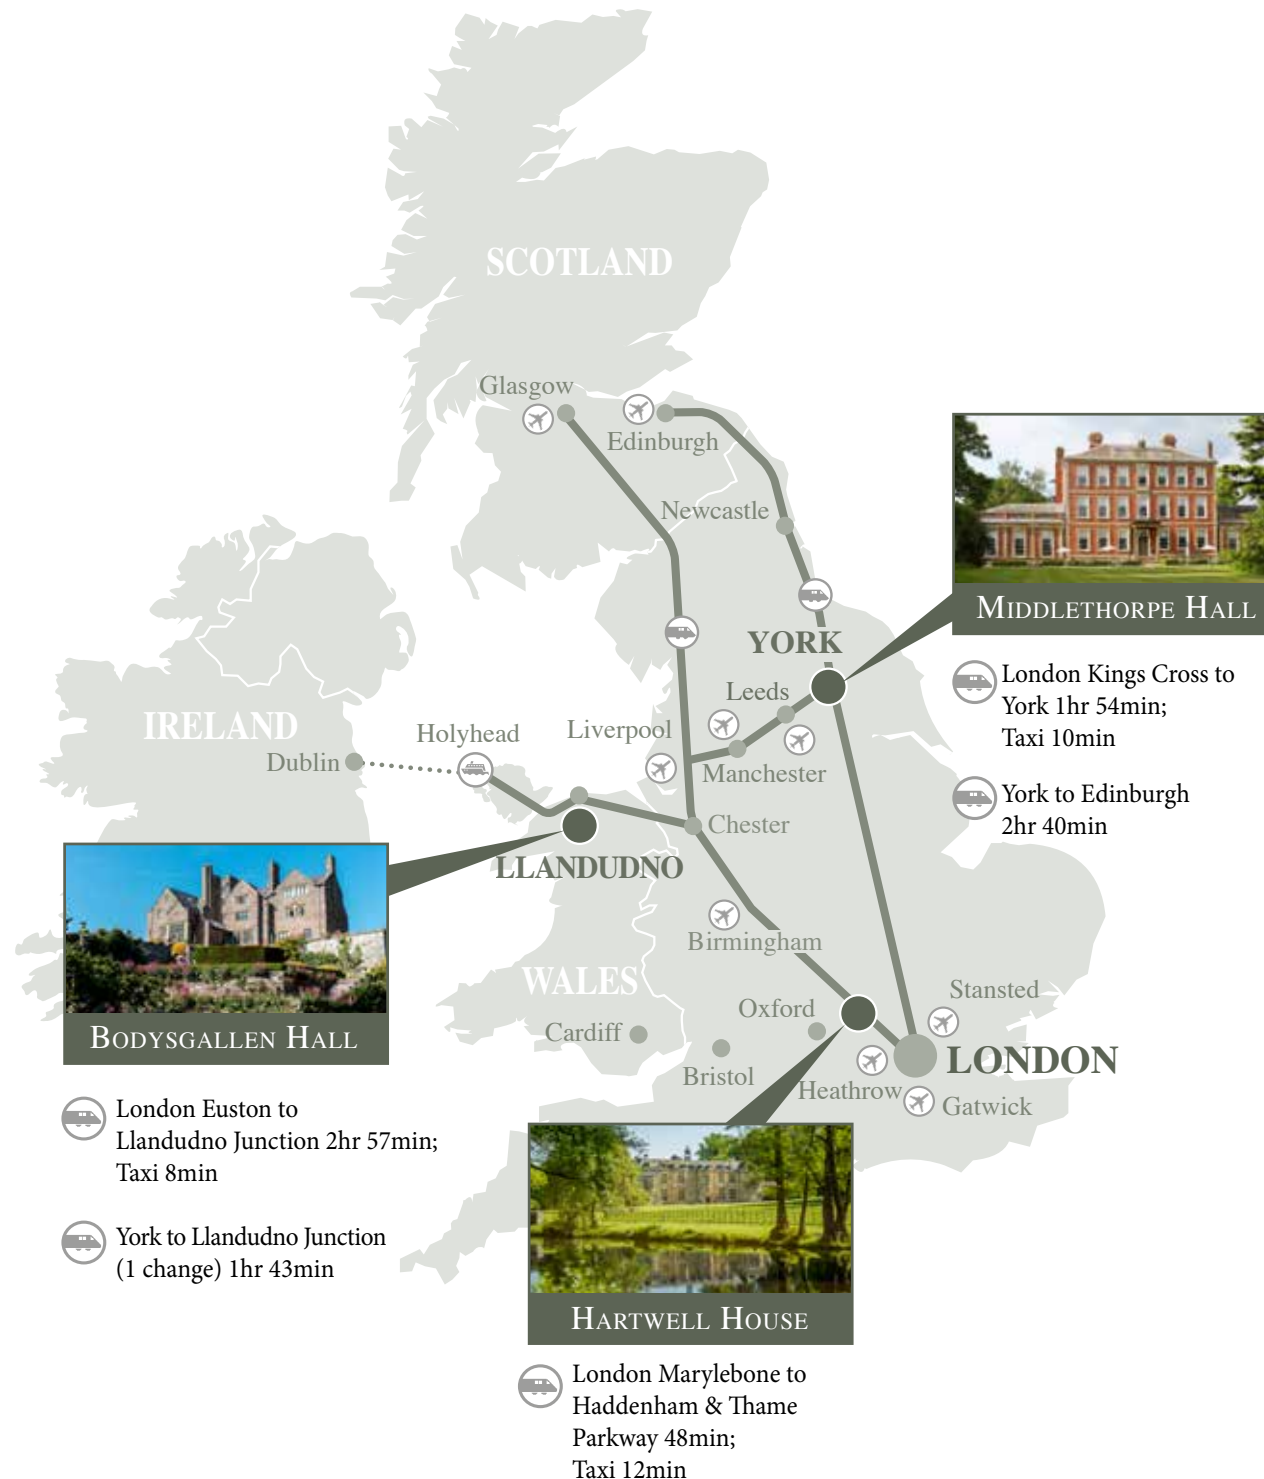 SCOTLAND
Glasgow
Edinburgh
Newcastle
MIDDLETHORPE HALL
YORK
London Kings Cross to
York 1hr 54min;
Taxi 10min
York to Edinburgh
2hr 40min
Leeds
IRELAND
Holyhead
Liverpool
Dublin
Manchester
Chester
LLANDUDNO
Birmingham
WALES
Stansted
Oxford
Cardiff
BODYSGALLEN HALL
LONDON
Bristol
Heathrow
Gatwick
London Euston to
Llandudno Junction 2hr 57min;
Taxi 8min
York to Llandudno Junction
(1 change) 1hr 43min
HARTWELL HOUSE
London Marylebone to
Haddenham & Thame
Parkway 48min;
Taxi 12min